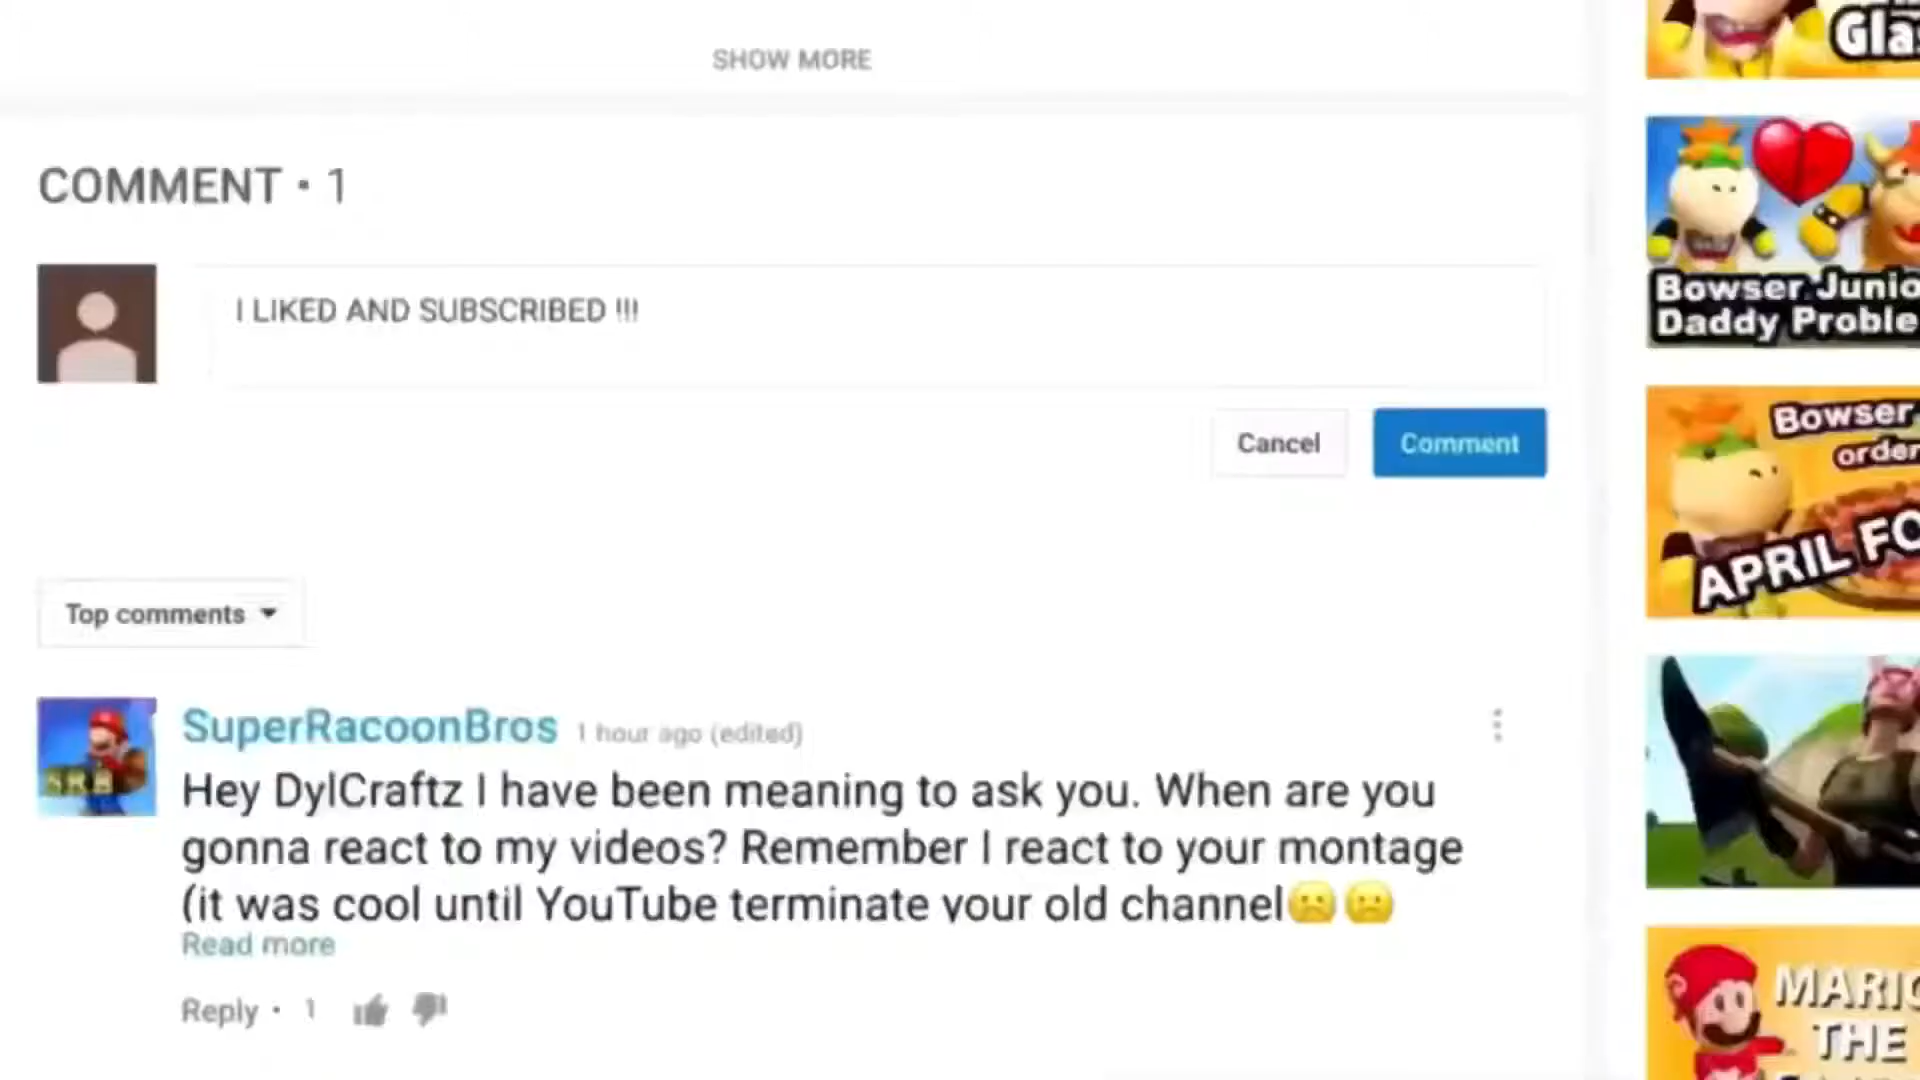 SHOW MORE
COMMENT • 1
I LIKED AND SUBSCRIBED !!!
Cancel
Comment
Top comments
SuperRacoonBros 1 hour ago (edited)
Hey DylCraftz I have been meaning to ask you. When are you
gonna react to my videos? Remember I react to your montage
(it was cool until YouTube terminate your old channel☹️☹️
Read more
Reply • 1
Gla
Bowser Junio
Daddy Proble
Bowser
order
APRIL FO
MARIO
THE